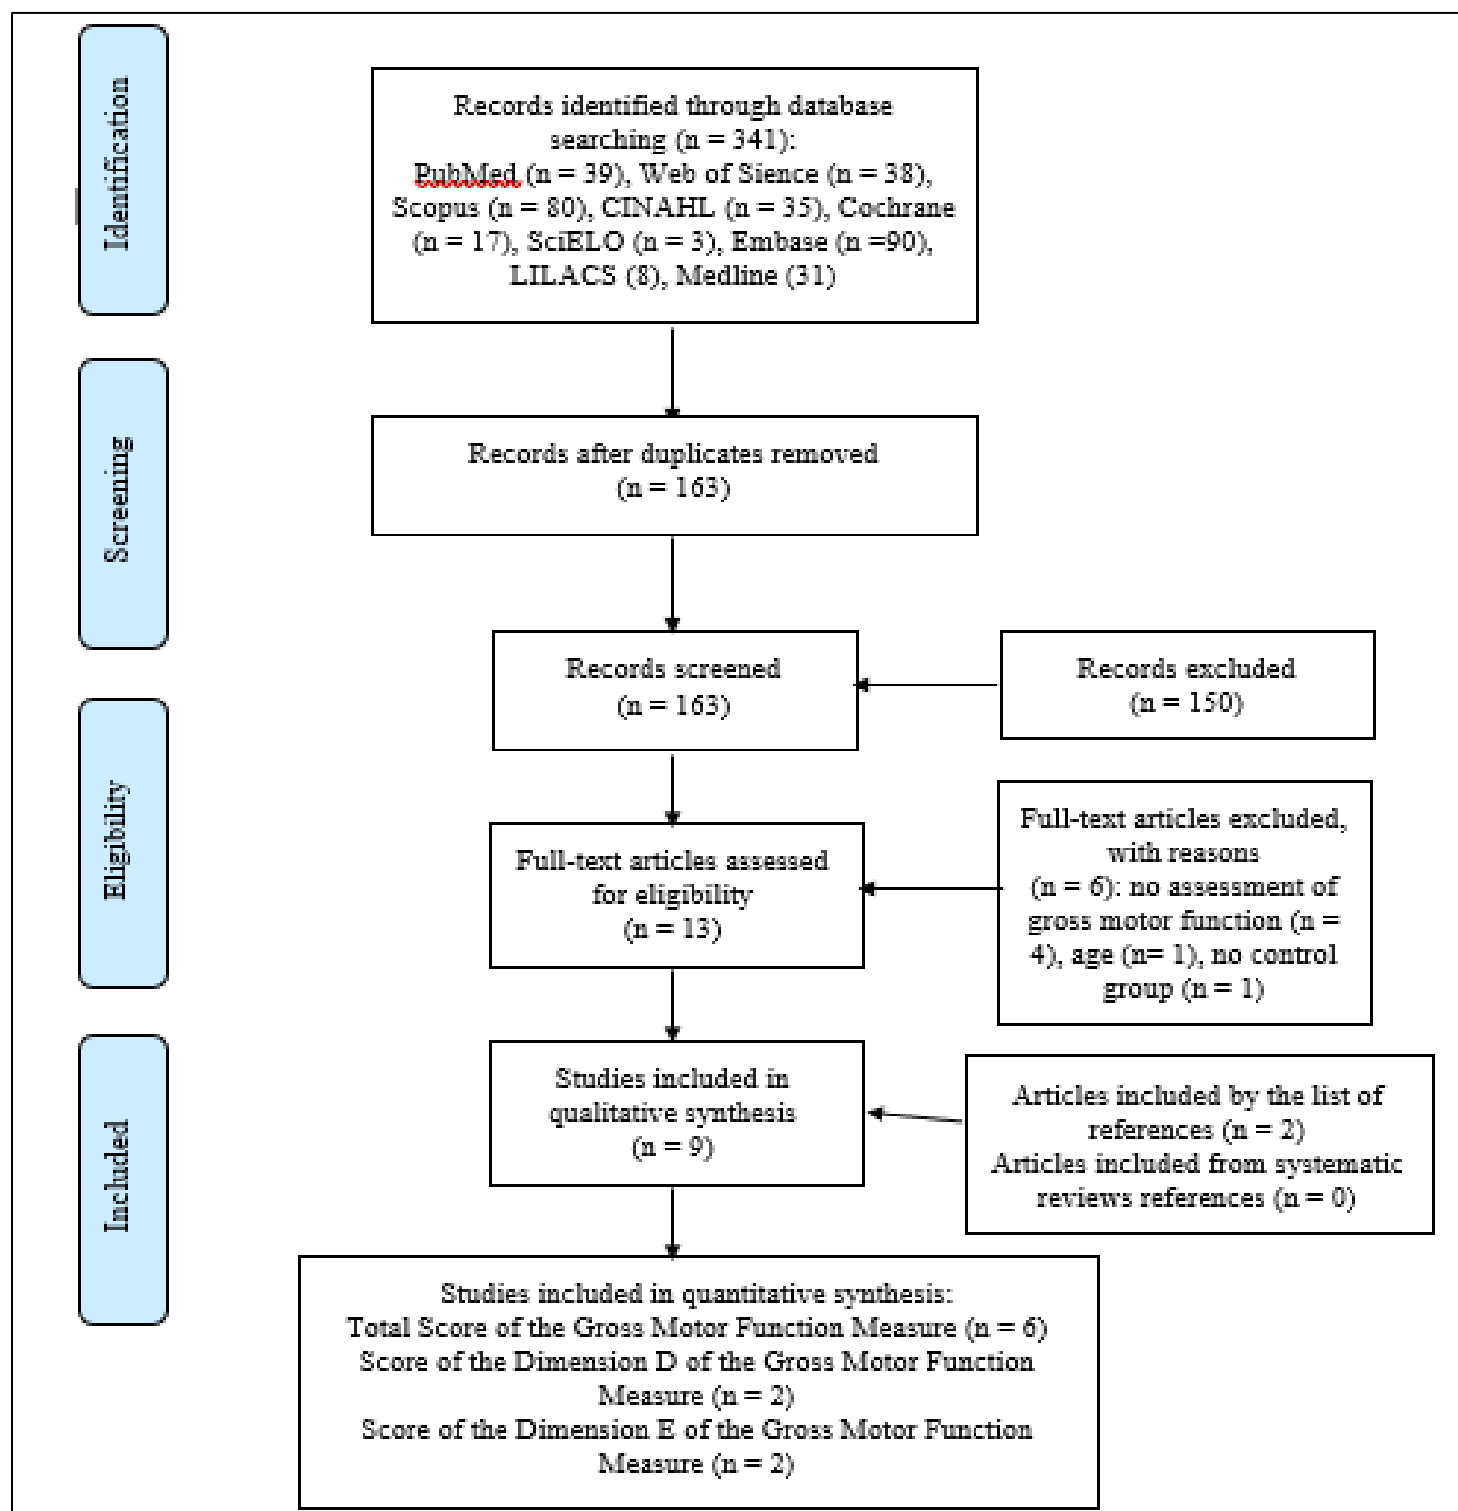 Identification
Records identified through database
searching (n = 341):
PubMed (n = 39), Web of Sience (n = 38),
Scopus (n = 80), CINAHL (n = 35), Cochrane
(n = 17), SciELO (n = 3), Embase (n =90),
LILACS (8), Medline (31)
Screening
Records after duplicates removed
(n = 163)
Records screened
(n = 163)
Records excluded
(n = 150)
Eligibility
Full-text articles assessed
for eligibility
(n = 13)
Full-text articles excluded,
with reasons
(n = 6): no assessment of
gross motor function (n =
4), age (n= 1), no control
group (n = 1)
Included
Studies included in
qualitative synthesis
(n = 9)
Articles included by the list of
references (n = 2)
Articles included from systematic
reviews references (n = 0)
Studies included in quantitative synthesis:
Total Score of the Gross Motor Function Measure (n = 6)
Score of the Dimension D of the Gross Motor Function
Measure (n = 2)
Score of the Dimension E of the Gross Motor Function
Measure (n = 2)